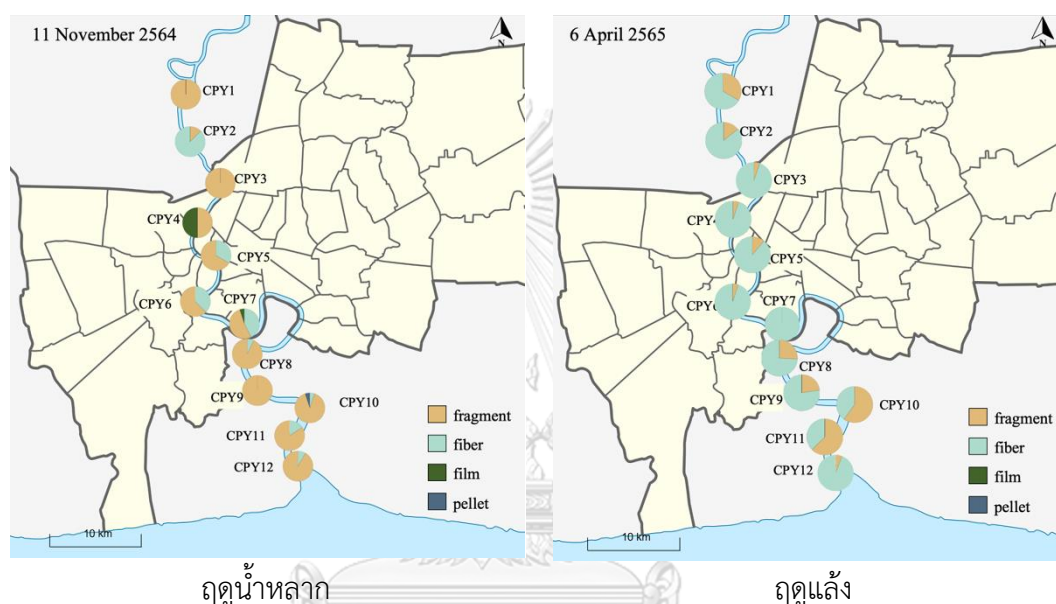 11 November 2564
N
CPY1
CPY2
CPY3
CPY4
CPY5
CPY6
CPY7
CPY8
CPY9
CPY10
CPY11
CPY12
fragment
fiber
film
pellet
10 km
ฤดูน้ำหลาก
6 April 2565
N
CPY1
CPY2
CPY3
CPY4
CPY5
CPY6
CPY7
CPY8
CPY9
CPY10
CPY11
CPY12
fragment
fiber
film
pellet
10 km
ฤดูแล้ง